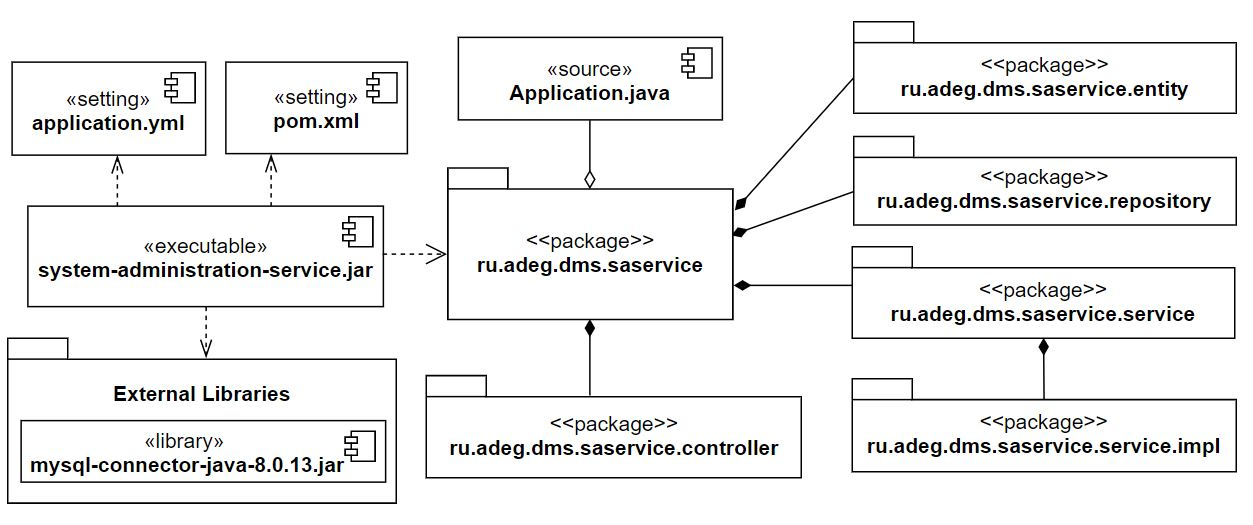 «setting»
application.yml
«setting»
pom.xml
«source»
Application.java
<<package>>
ru.adeg.dms.saservice.entity
<<package>>
ru.adeg.dms.saservice.repository
«executable»
system-administration-service.jar
<<package>>
ru.adeg.dms.saservice
<<package>>
ru.adeg.dms.saservice.service
External Libraries
«library»
mysql-connector-java-8.0.13.jar
<<package>>
ru.adeg.dms.saservice.controller
<<package>>
ru.adeg.dms.saservice.service.impl